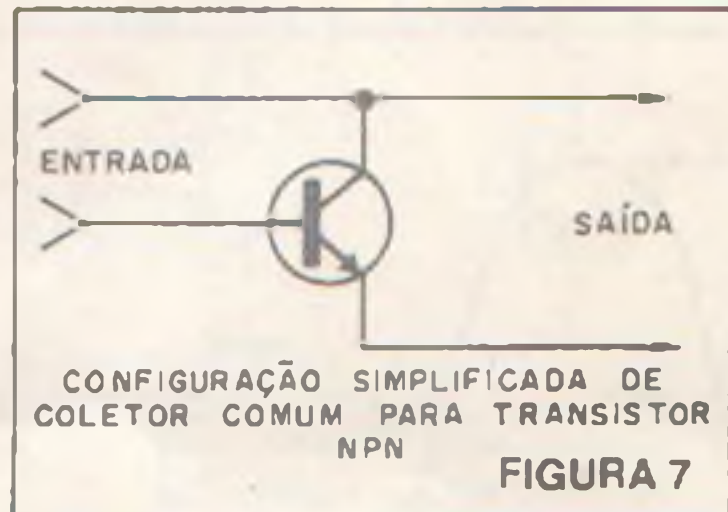 ENTRADA
SAÍDA
CONFIGURAÇÃO SIMPLIFICADA DE
COLETOR COMUM PARA TRANSISTOR
NPN
FIGURA 7